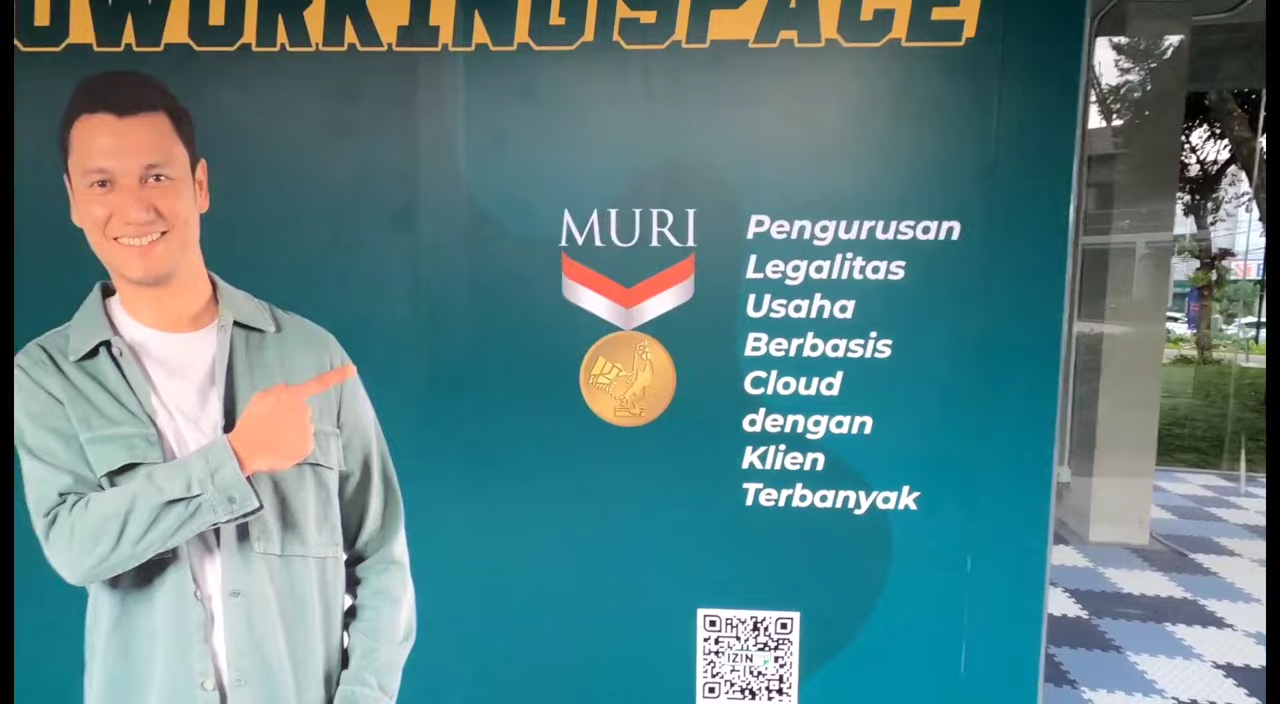 OWORKING SPACE
MURI
Pengurusan
Legalitas
Usaha
Berbasis
Cloud
dengan
Klien
Terbanyak
IZIN